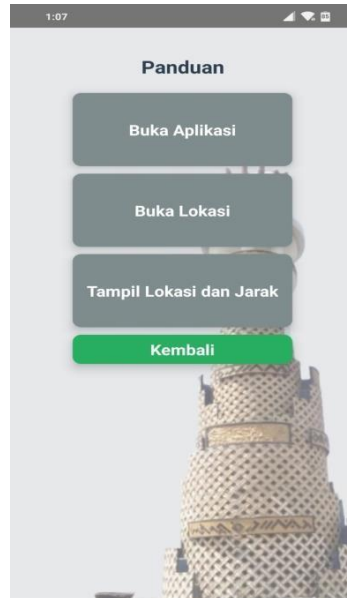 1:07
Panduan
Buka Aplikasi
Buka Lokasi
Tampil Lokasi dan Jarak
Kembali